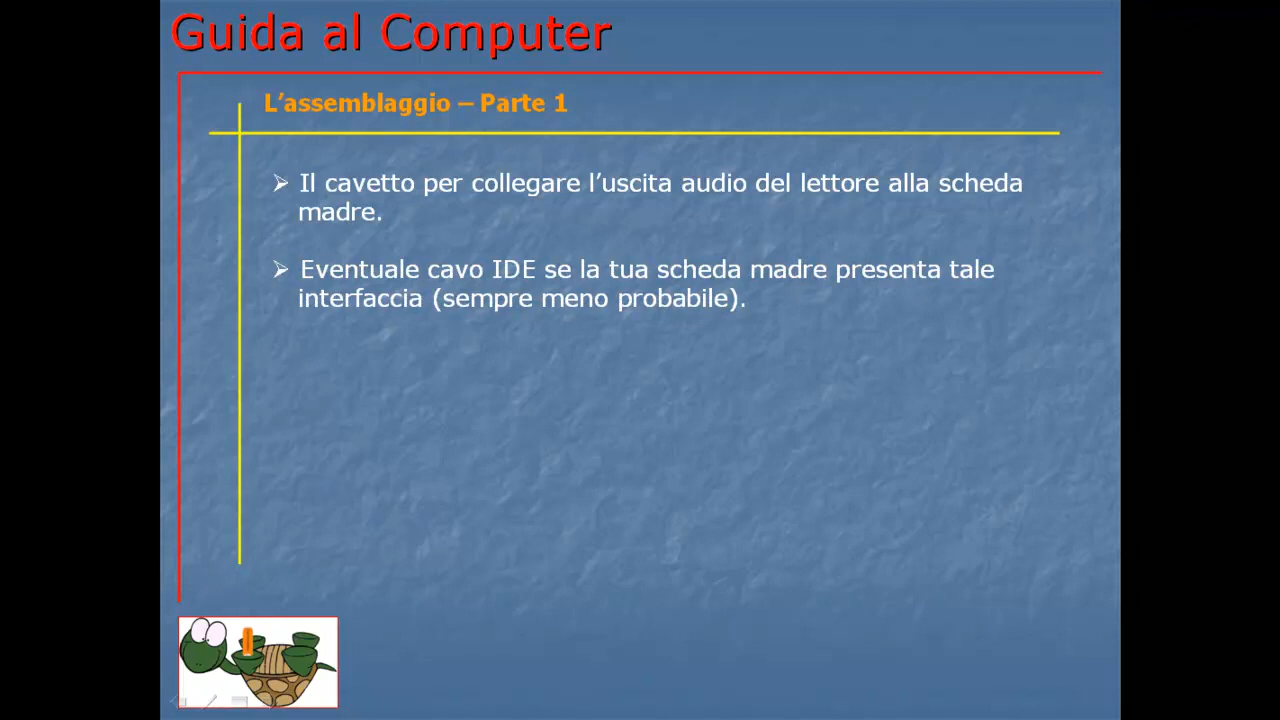 Guida al Computer
L’assemblaggio – Parte 1
➢ Il cavetto per collegare l’uscita audio del lettore alla scheda
madre.
➢ Eventuale cavo IDE se la tua scheda madre presenta tale
interfaccia (sempre meno probabile).